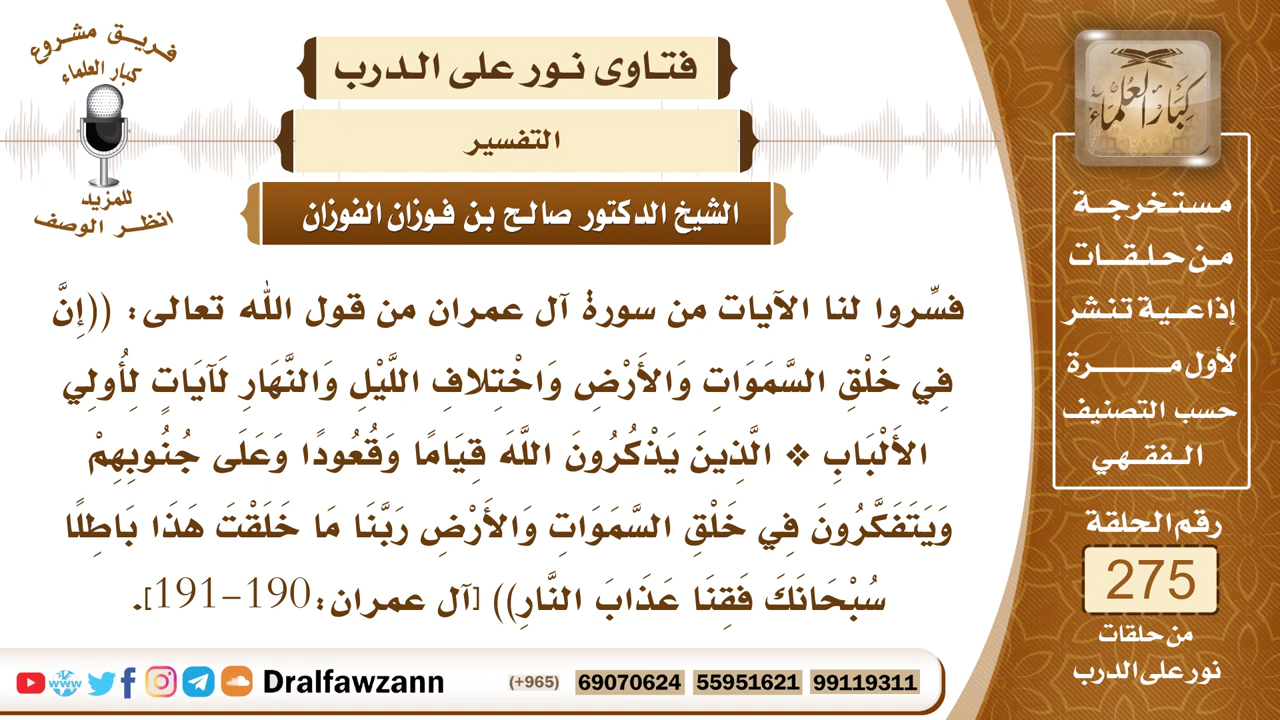 فريق مشروع
كبار العلماء
للمزيد
انظر الوصف
فتاوى نور على الدرب
التفسير
الشيخ الدكتور صالح بن فوزان الفوزان
فسِّروا لنا الآيات من سورة آل عمران من قول الله تعالى: ((إِنَّ
فِي خَلْقِ السَّمَوَاتِ وَالأَرْضِ وَاخْتِلافِ اللَّيْلِ وَالنَّهَارِ لَآيَاتٍ لِأُولِي
الأَلْبَابِ ❖ الَّذِينَ يَذْكُرُونَ اللَّهَ قِيَامًا وَقُعُودًا وَعَلَى جُنُوبِهِمْ
وَيَتَفَكَّرُونَ فِي خَلْقِ السَّمَوَاتِ وَالأَرْضِ رَبَّنَا مَا خَلَقْتَ هَذَا بَاطِلًا
سُبْحَانَكَ فَقِنَا عَذَابَ النَّارِ)) [آل عمران: 190-191].
كبار العلماء
مستخرجة
من حلقات
إذاعية تنشر
لأول مرة
حسب التصنيف
الفقهي
رقم الحلقة
275
من حلقات
نور على الدرب
www
Dralfawzann
(+965) 69070624 55951621 99119311